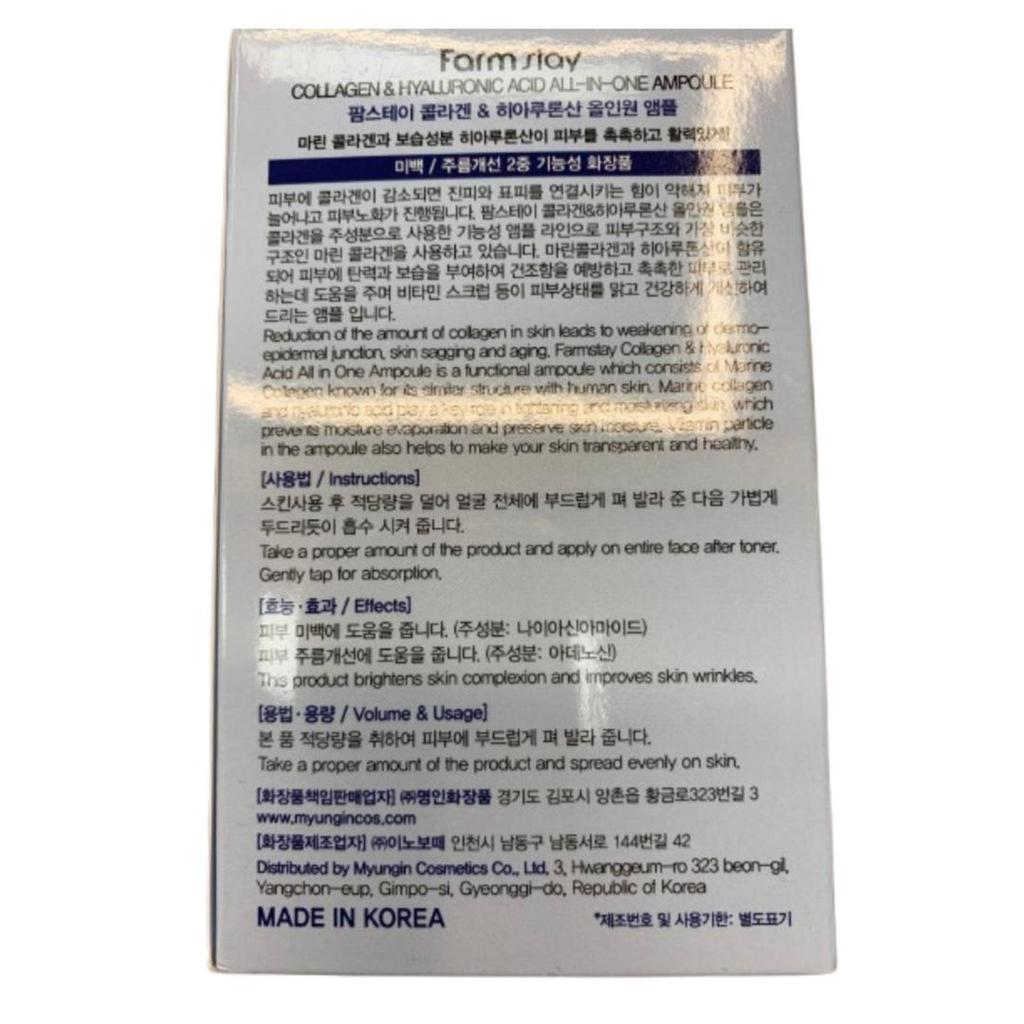 Farmstay
COLLAGEN & HYALURONIC ACID ALL-IN-ONE AMPOULE
팜스테이 콜라겐 & 히아루론산 올인원 앰플
마린 콜라겐과 보습성분 히아루론산이 피부를 촉촉하고 활력있게!
미백 / 주름개선 2중 기능성 화장품
피부에 콜라겐이 감소되면 진피와 표피를 연결시키는 힘이 약해져 피부가
늘어나고 피부노화가 진행됩니다. 팜스테이 콜라겐&히아루론산 올인원 앰플은
콜라겐을 주성분으로 사용한 기능성 앰플 라인으로 피부구조와 가장 비슷한
구조인 마린 콜라겐을 사용하고 있습니다. 마린콜라겐과 히아루론산이 함유
되어 피부에 탄력과 보습을 부여하여 건조함을 예방하고 촉촉한 피부로 관리
하는데 도움을 주며 비타민 스크럽 등이 피부상태를 맑고 건강하게 개선하여
드리는 앰플 입니다.
Reduction of the amount of collagen in skin leads to weakening of dermo-
epidermal junction, skin sagging and aging. Farmstay Collagen & Hyaluronic
Acid All in One Ampoule is a functional ampoule which consists of Marine
Collagen known for its similar structure with human skin. Marine collagen
and hyaluronic acid play a key role in tightening and moisturizing skin, which
prevents moisture evaporation and preserve skin moisture. Vitamin particle
in the ampoule also helps to make your skin transparent and healthy.
[사용법 / Instructions]
스킨사용 후 적당량을 덜어 얼굴 전체에 부드럽게 펴 발라 준 다음 가볍게
두드리듯이 흡수 시켜 줍니다.
Take a proper amount of the product and apply on entire face after toner.
Gently tap for absorption.
[효능·효과 / Effects]
피부 미백에 도움을 줍니다. (주성분: 나이아신아마이드)
피부 주름개선에 도움을 줍니다. (주성분: 아데노신)
This product brightens skin complexion and improves skin wrinkles.
[용법·용량 / Volume & Usage]
본 품 적당량을 취하여 피부에 부드럽게 펴 발라 줍니다.
Take a proper amount of the product and spread evenly on skin.
[화장품책임판매업자] ㈜명인화장품 경기도 김포시 양촌읍 황금로323번길 3
www.myungincos.com
[화장품제조업자] ㈜이노보떼 인천시 남동구 남동서로 144번길 42
Distributed by Myungin Cosmetics Co., Ltd. 3, Hwanggeum-ro 323 beon-gil,
Yangchon-eup, Gimpo-si, Gyeonggi-do, Republic of Korea
MADE IN KOREA
*제조번호 및 사용기한: 별도표기